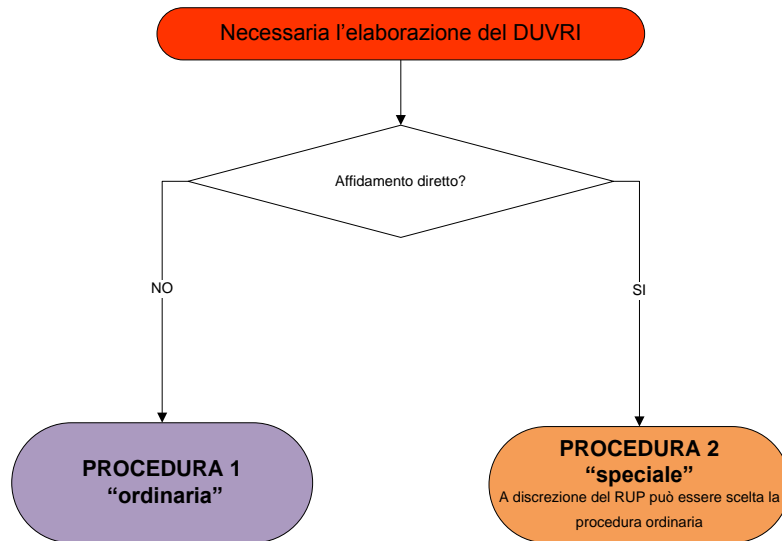 Necessaria l’elaborazione del DUVRI
Affidamento diretto?
NO
SI
PROCEDURA 1
“ordinaria”
PROCEDURA 2
“speciale”
A discrezione del RUP può essere scelta la
procedura ordinaria